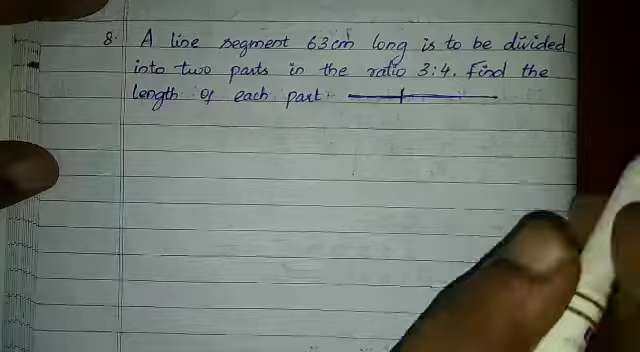 8. A line segment 63cm long is to be divided
into two parts in the ratio 3:4. Find the
length of each part.